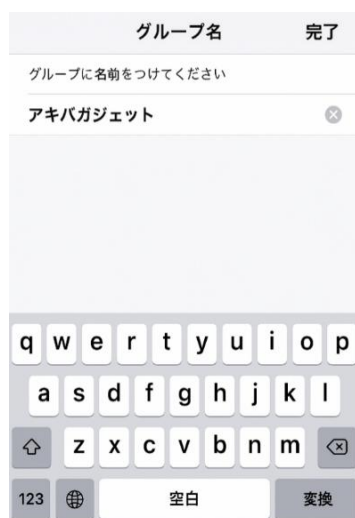 グループ名 完了
グループに名前をつけてください
アキバガジェット
q w e r t y u i o p
a s d f g h j k l
z x c v b n m
123 空白 変換